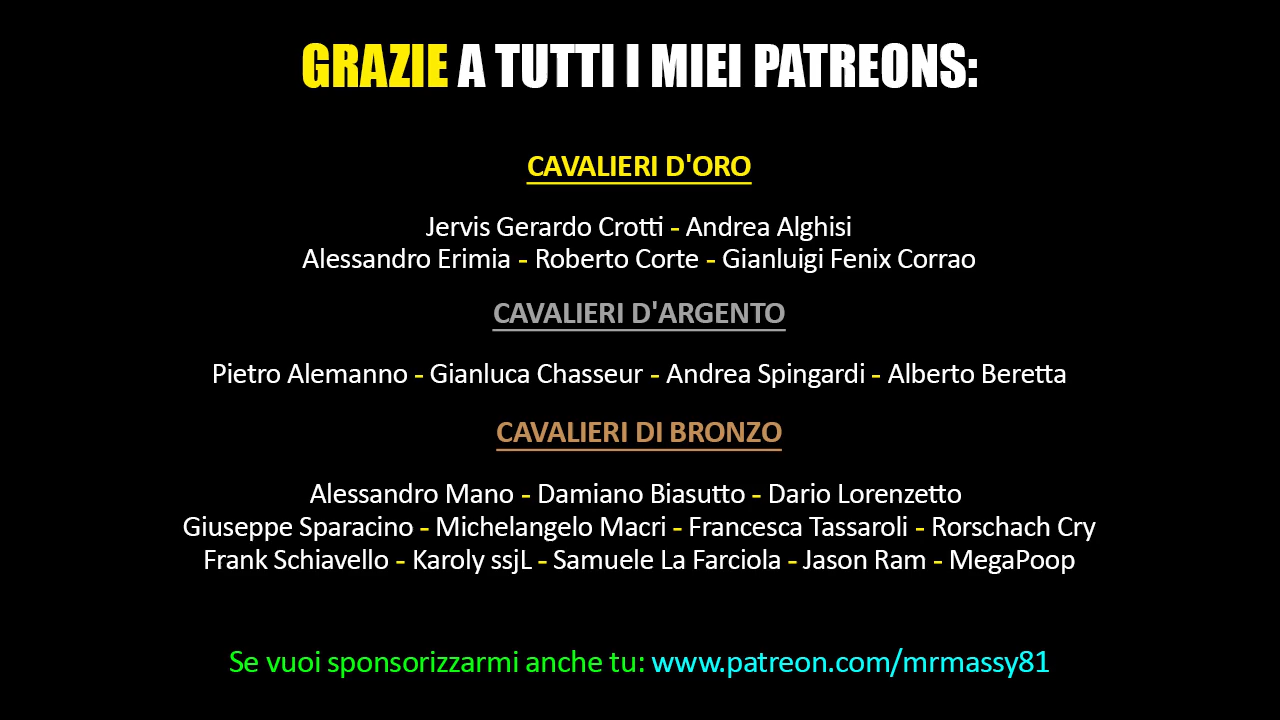 GRAZIE A TUTTI I MIEI PATREONS:
CAVALIERI D'ORO
Jervis Gerardo Crotti - Andrea Alghisi
Alessandro Erimia - Roberto Corte - Gianluigi Fenix Corrao
CAVALIERI D'ARGENTO
Pietro Alemanno - Gianluca Chasseur - Andrea Spingardi - Alberto Beretta
CAVALIERI DI BRONZO
Alessandro Mano - Damiano Biasutto - Dario Lorenzetto
Giuseppe Sparacino - Michelangelo Macri - Francesca Tassaroli - Rorschach Cry
Frank Schiavello - Karoly ssjL - Samuele La Farciola - Jason Ram - MegaPoop
Se vuoi sponsorizzarmi anche tu: www.patreon.com/mrmassy81